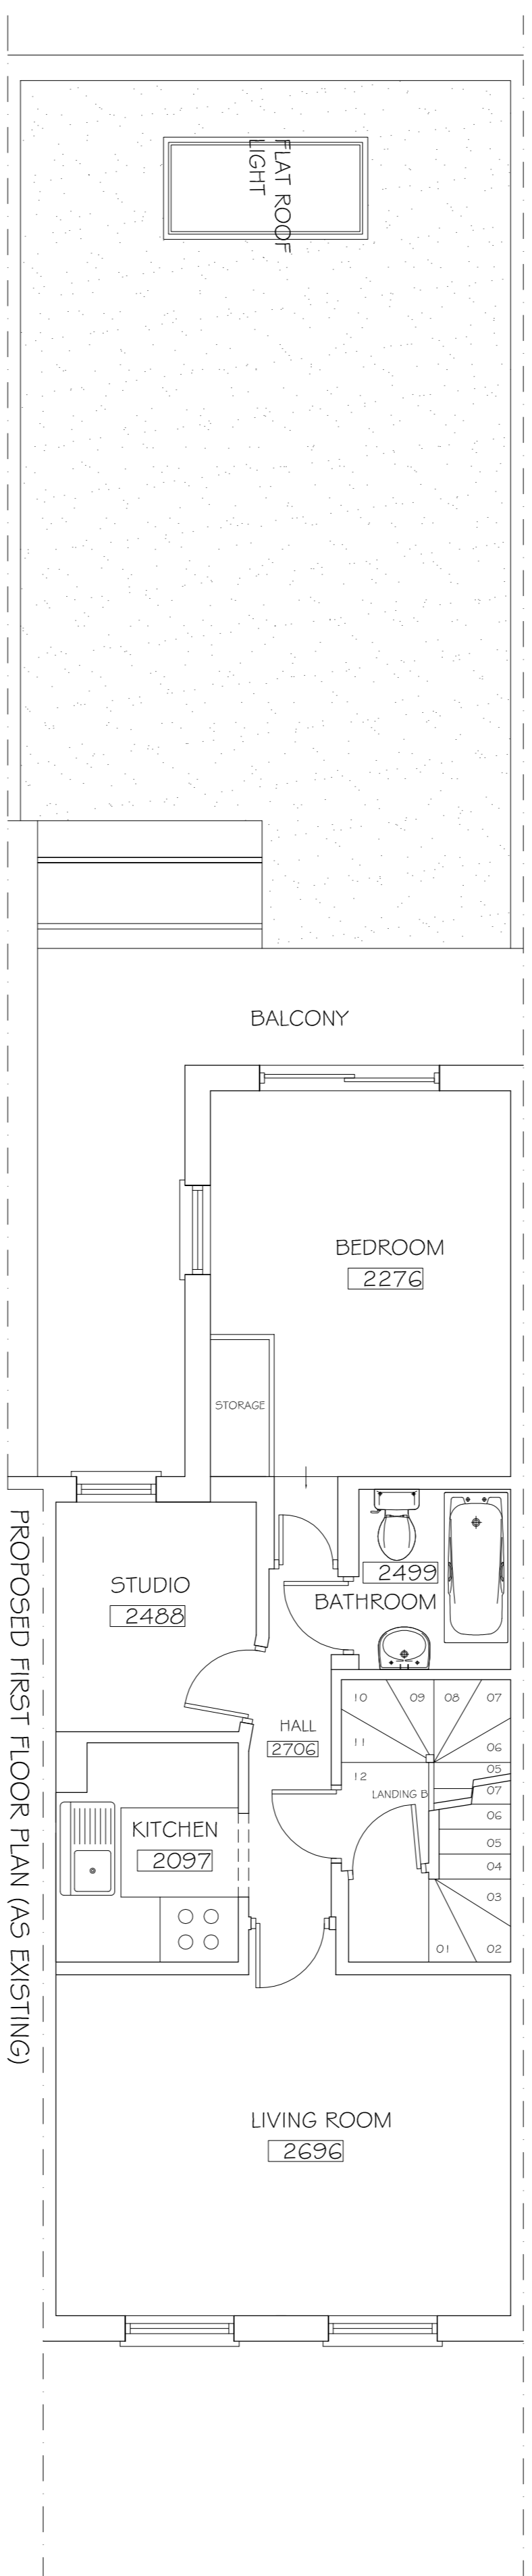 FLAT ROOF
LIGHT
BALCONY
BEDROOM
2276
STORAGE
2499
BATHROOM
STUDIO
2488
HALL
2706
10
09
08
07
11
06
12
05
LANDING B
07
06
05
04
03
01
02
KITCHEN
2097
LIVING ROOM
2696
PROPOSED FIRST FLOOR PLAN (AS EXISTING)